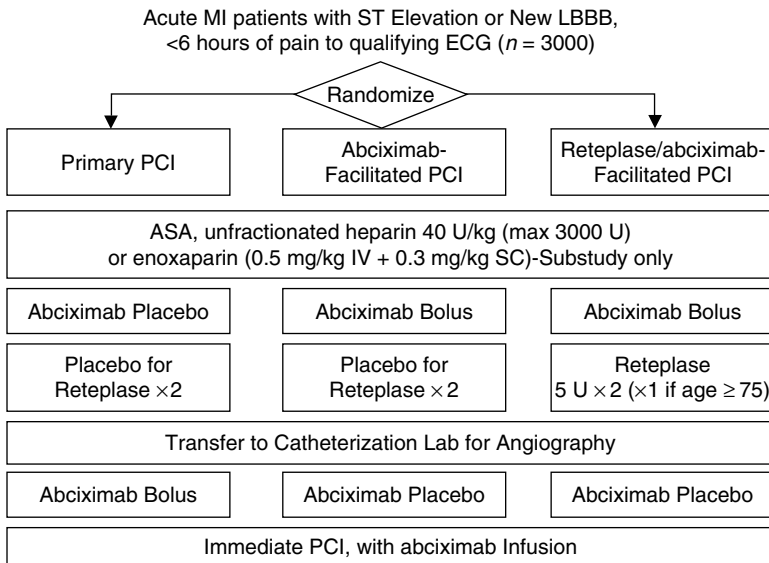 Acute MI patients with ST Elevation or New LBBB,
<6 hours of pain to qualifying ECG (n = 3000)
Randomize
Primary PCI
Abciximab-
Facilitated PCI
Reteplase/abciximab-
Facilitated PCI
ASA, unfractionated heparin 40 U/kg (max 3000 U)
or enoxaparin (0.5 mg/kg IV + 0.3 mg/kg SC)-Substudy only
Abciximab Placebo
Abciximab Bolus
Abciximab Bolus
Placebo for
Reteplase ×2
Placebo for
Reteplase ×2
Reteplase
5 U ×2 (×1 if age ≥ 75)
Transfer to Catheterization Lab for Angiography
Abciximab Bolus
Abciximab Placebo
Abciximab Placebo
Immediate PCI, with abciximab Infusion